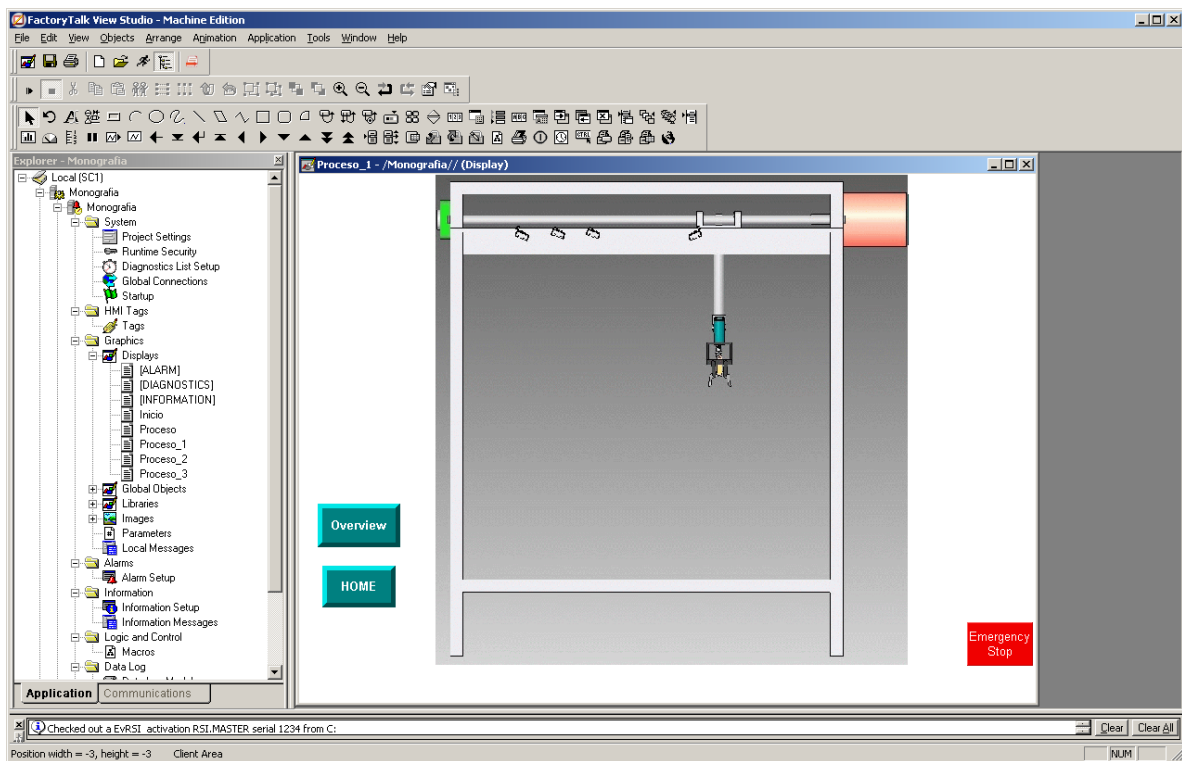 FactoryTalk View Studio - Machine Edition
File Edit View Objects Arrange Animation Application Tools Window Help
Explorer - Monografia
Local (SC1)
Monografia
Monografia
System
Project Settings
Runtime Security
Diagnostics List Setup
Global Connections
Startup
HMI Tags
Tags
Graphics
Displays
[ALARM]
[DIAGNOSTICS]
[INFORMATION]
Inicio
Proceso
Proceso_1
Proceso_2
Proceso_3
Global Objects
Libraries
Images
Parameters
Local Messages
Alarms
Alarm Setup
Information
Information Setup
Information Messages
Logic and Control
Macros
Data Log
Application Communications
Proceso_1 - /Monografia// (Display)
Overview
HOME
Emergency
Stop
Checked out a EvRSI activation RSI.MASTER serial 1234 from C:
Clear Clear All
Position width = -3, height = -3 Client Area
NUM